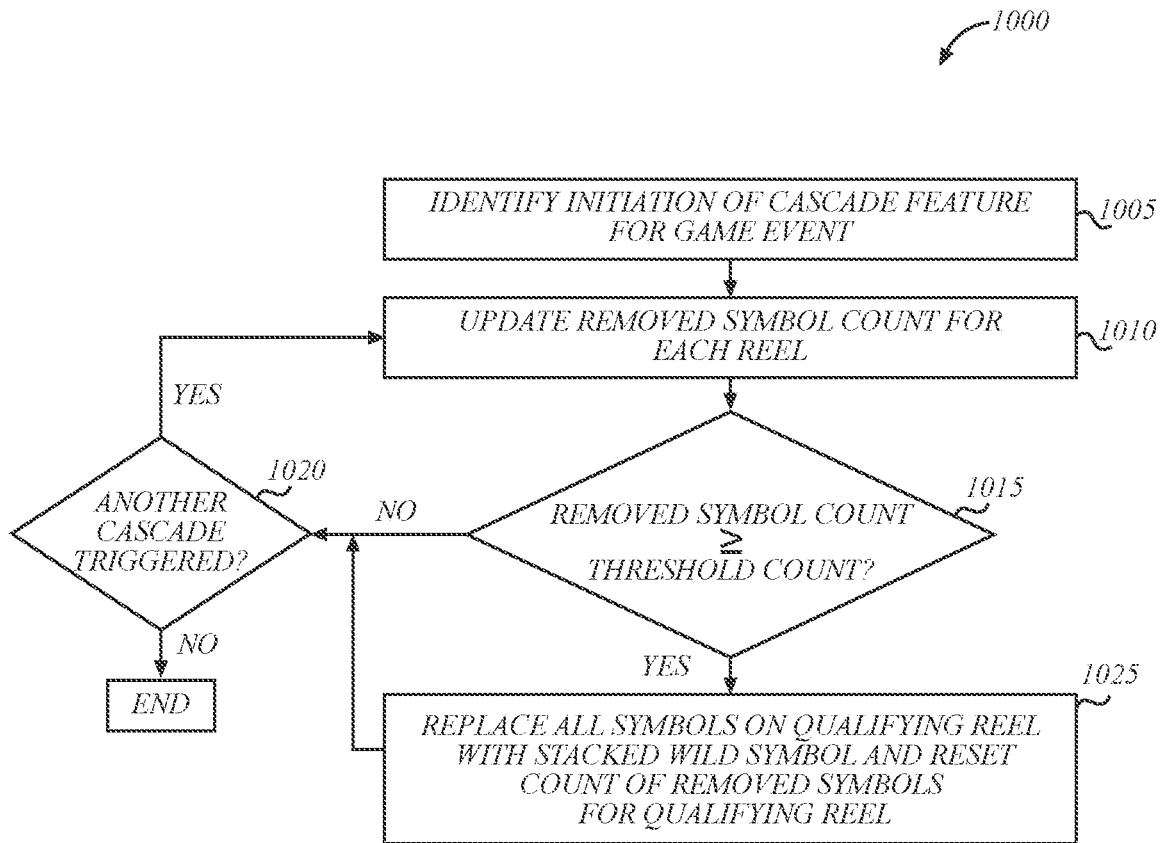 1000
IDENTIFY INITIATION OF CASCADE FEATURE
FOR GAME EVENT
1005
UPDATE REMOVED SYMBOL COUNT FOR
EACH REEL
1010
YES
1020
ANOTHER
CASCADE
TRIGGERED?
NO
1015
REMOVED SYMBOL COUNT
≥
THRESHOLD COUNT?
NO
END
YES
1025
REPLACE ALL SYMBOLS ON QUALIFYING REEL
WITH STACKED WILD SYMBOL AND RESET
COUNT OF REMOVED SYMBOLS
FOR QUALIFYING REEL